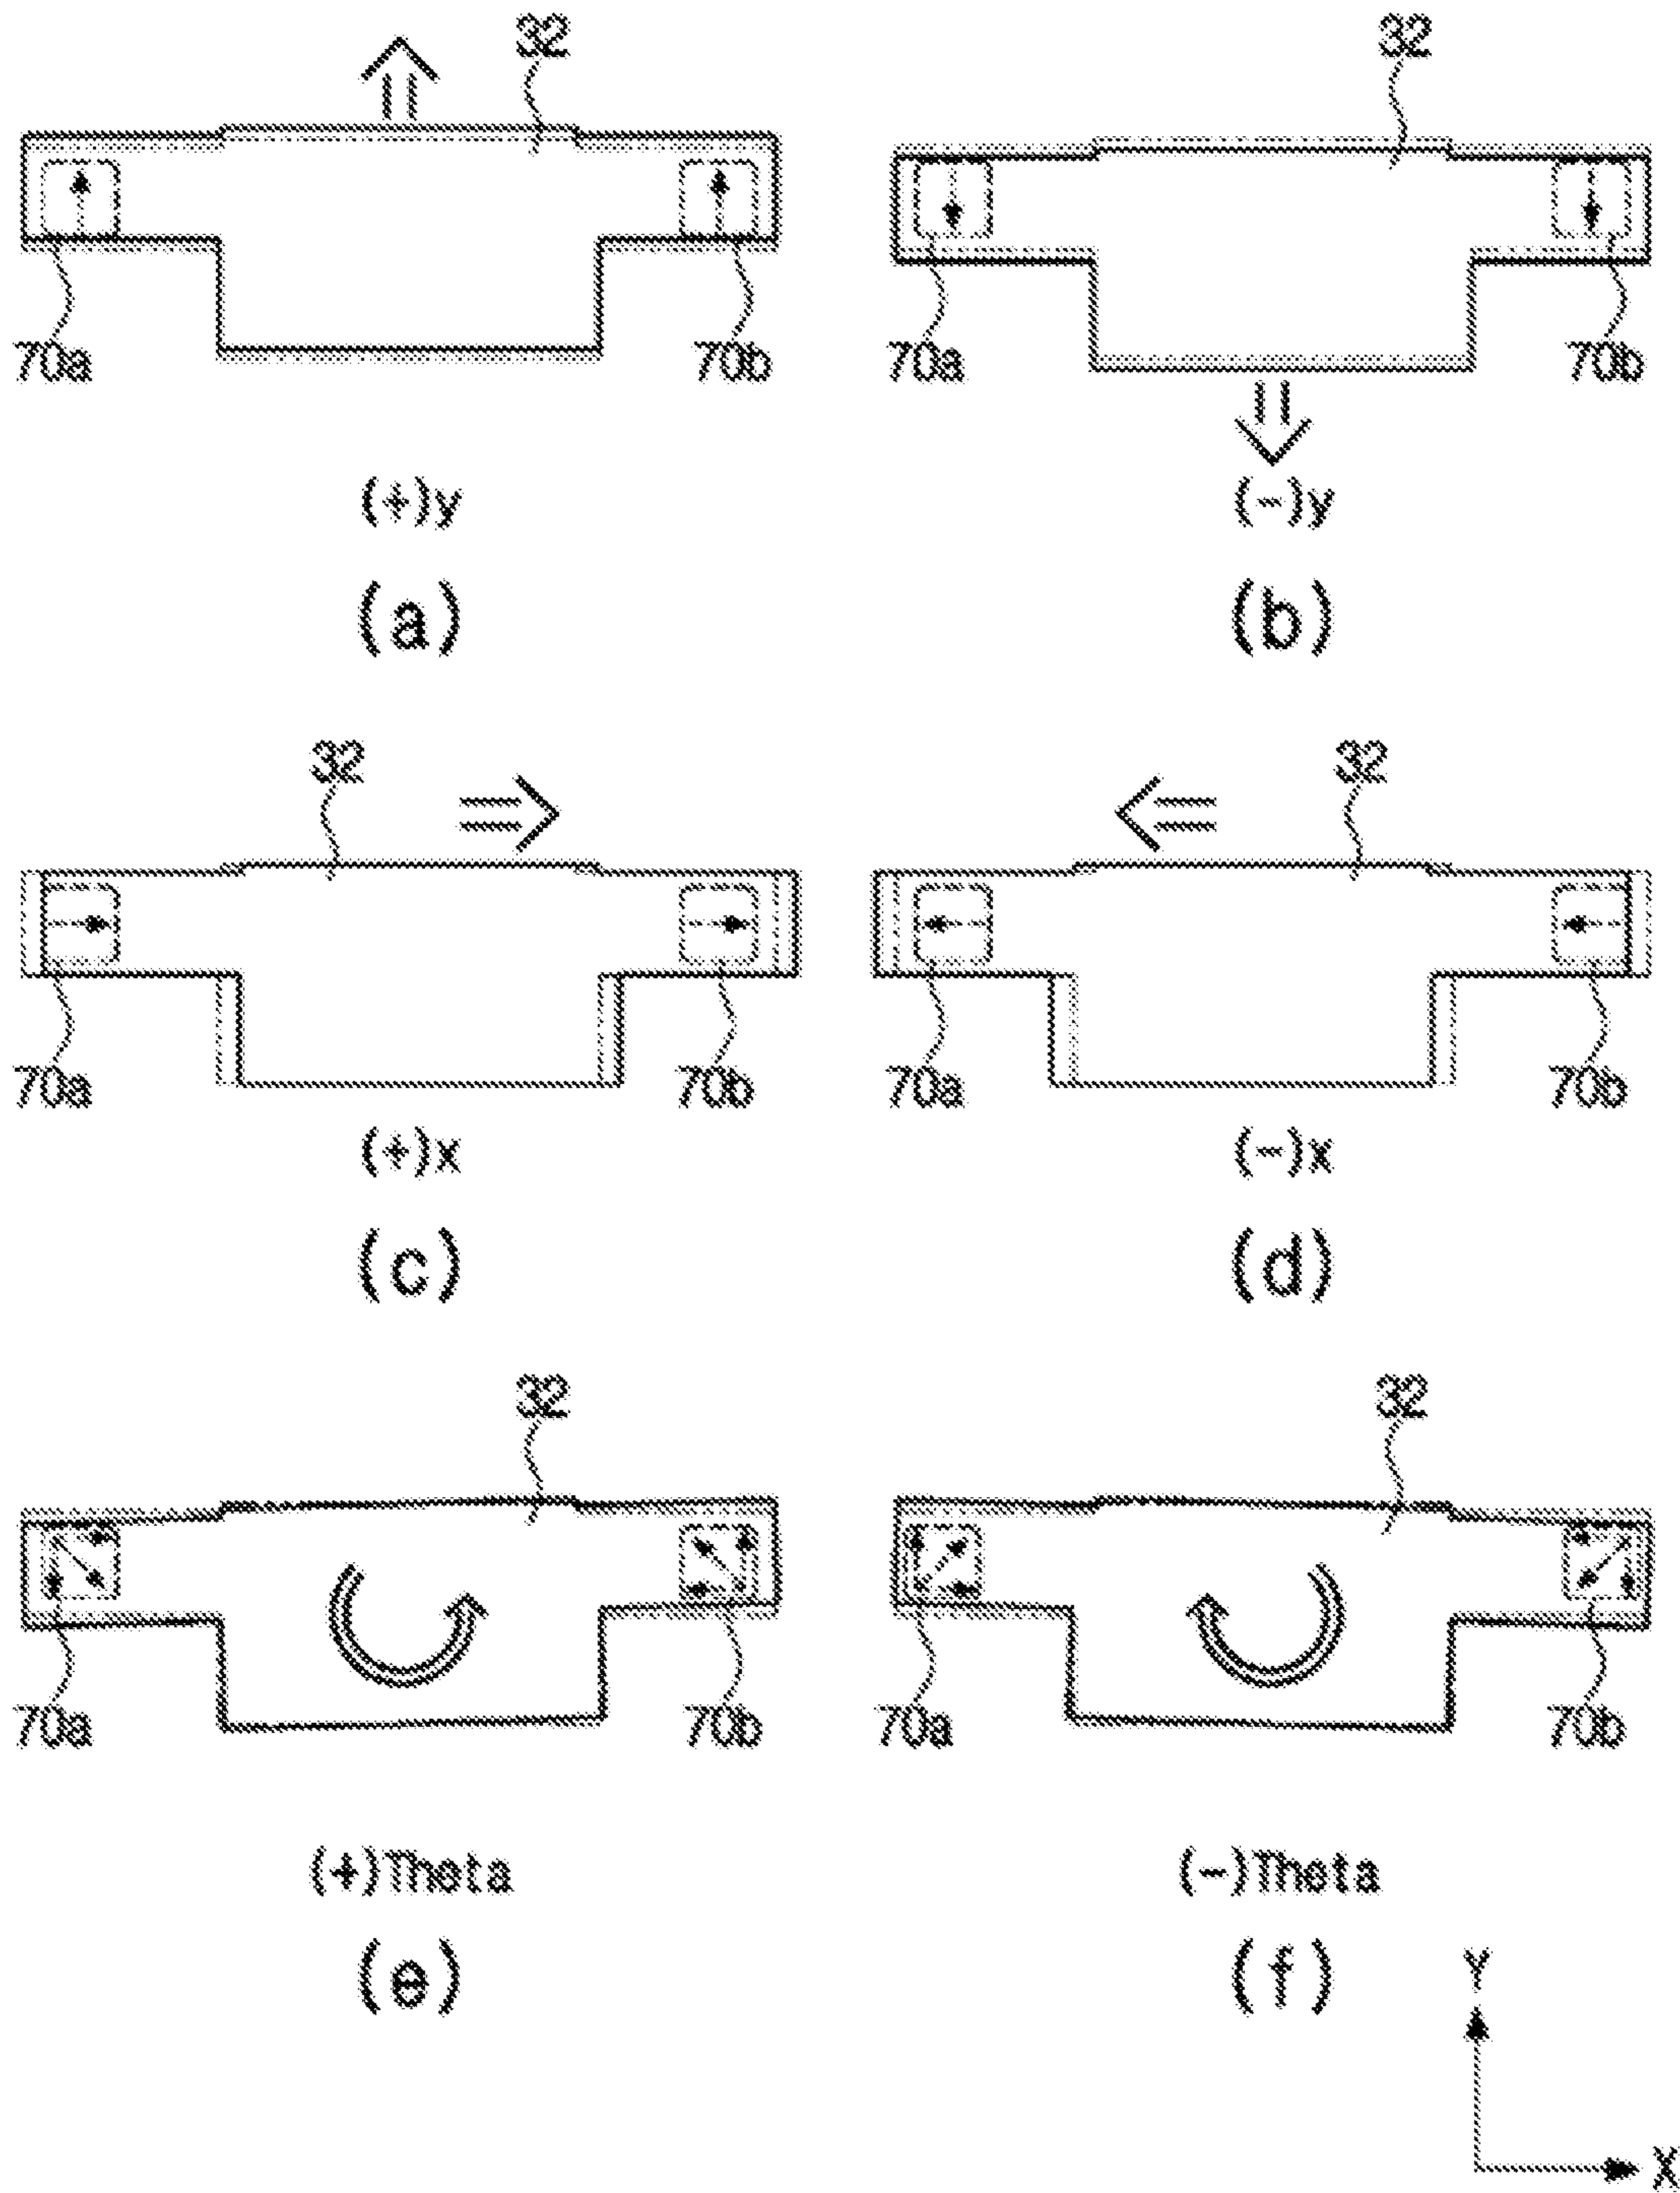 32 32
70a 70b 70a 70b
(+)y (-)y
(a) (b)
32 32
70a 70b 70a 70b
(+)x (-)x
(c) (d)
32 32
70a 70b 70a 70b
(+)Theta (-)Theta
(e) (f)
Y
X